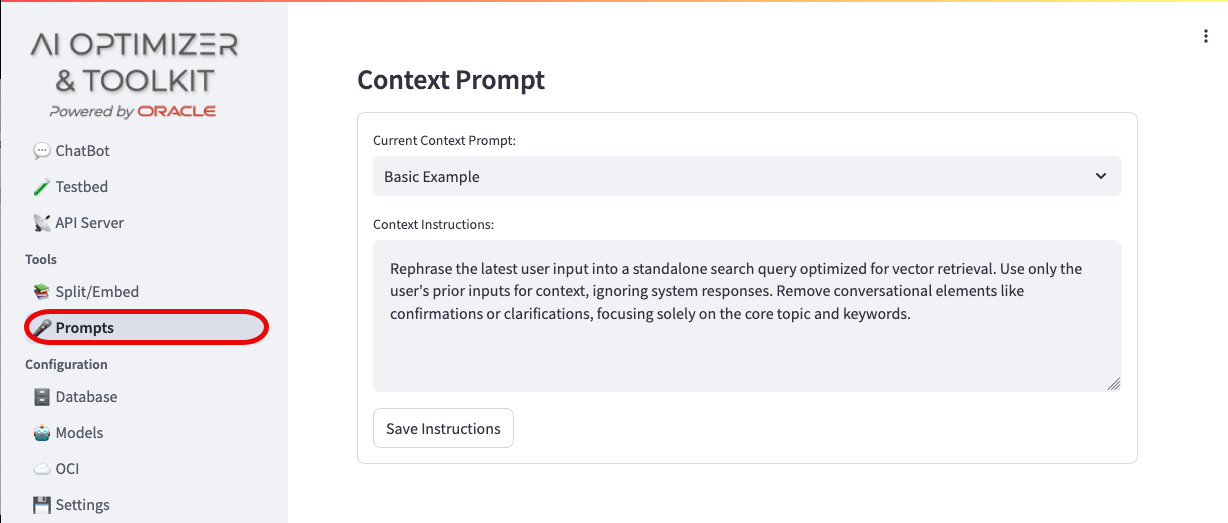 AI OPTIMIZER
& TOOLKIT
Powered by ORACLE
ChatBot
Testbed
API Server
Tools
Split/Embed
Prompts
Configuration
Database
Models
OCI
Settings
Context Prompt
Current Context Prompt:
Basic Example
Context Instructions:
Rephrase the latest user input into a standalone search query optimized for vector retrieval. Use only the
user's prior inputs for context, ignoring system responses. Remove conversational elements like
confirmations or clarifications, focusing solely on the core topic and keywords.
Save Instructions